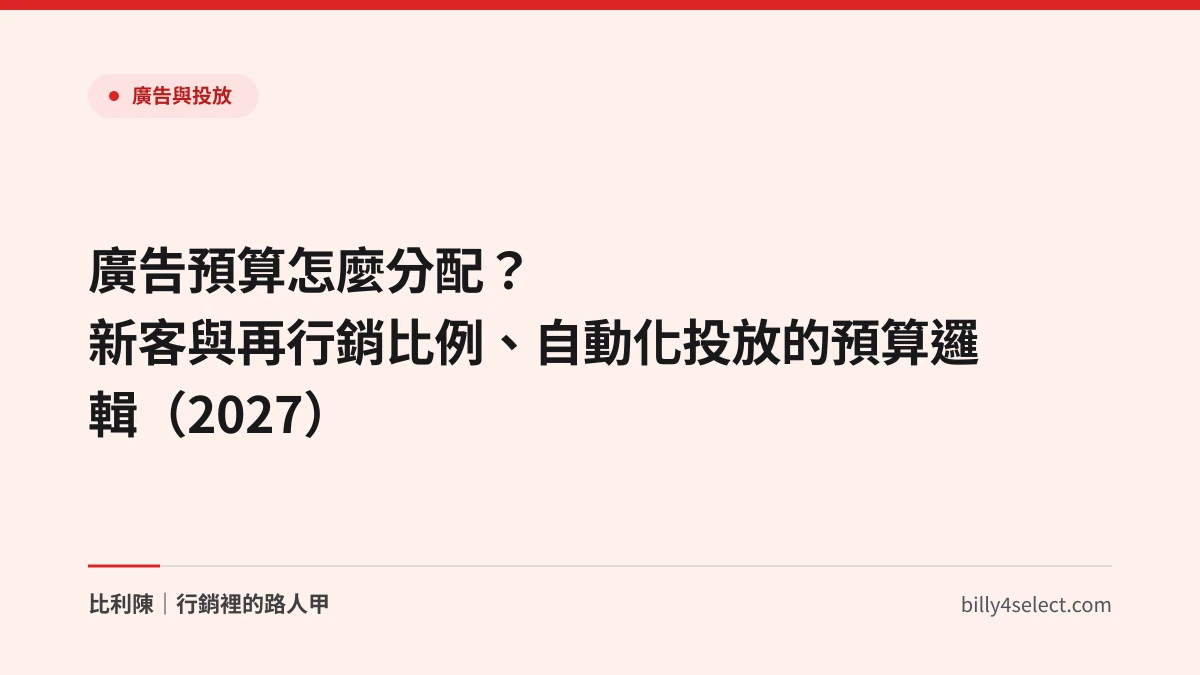 廣告與投放
廣告預算怎麼分配？
新客與再行銷比例、自動化投放的預算邏
輯（2027）
比利陳｜行銷裡的路人甲
billy4select.com